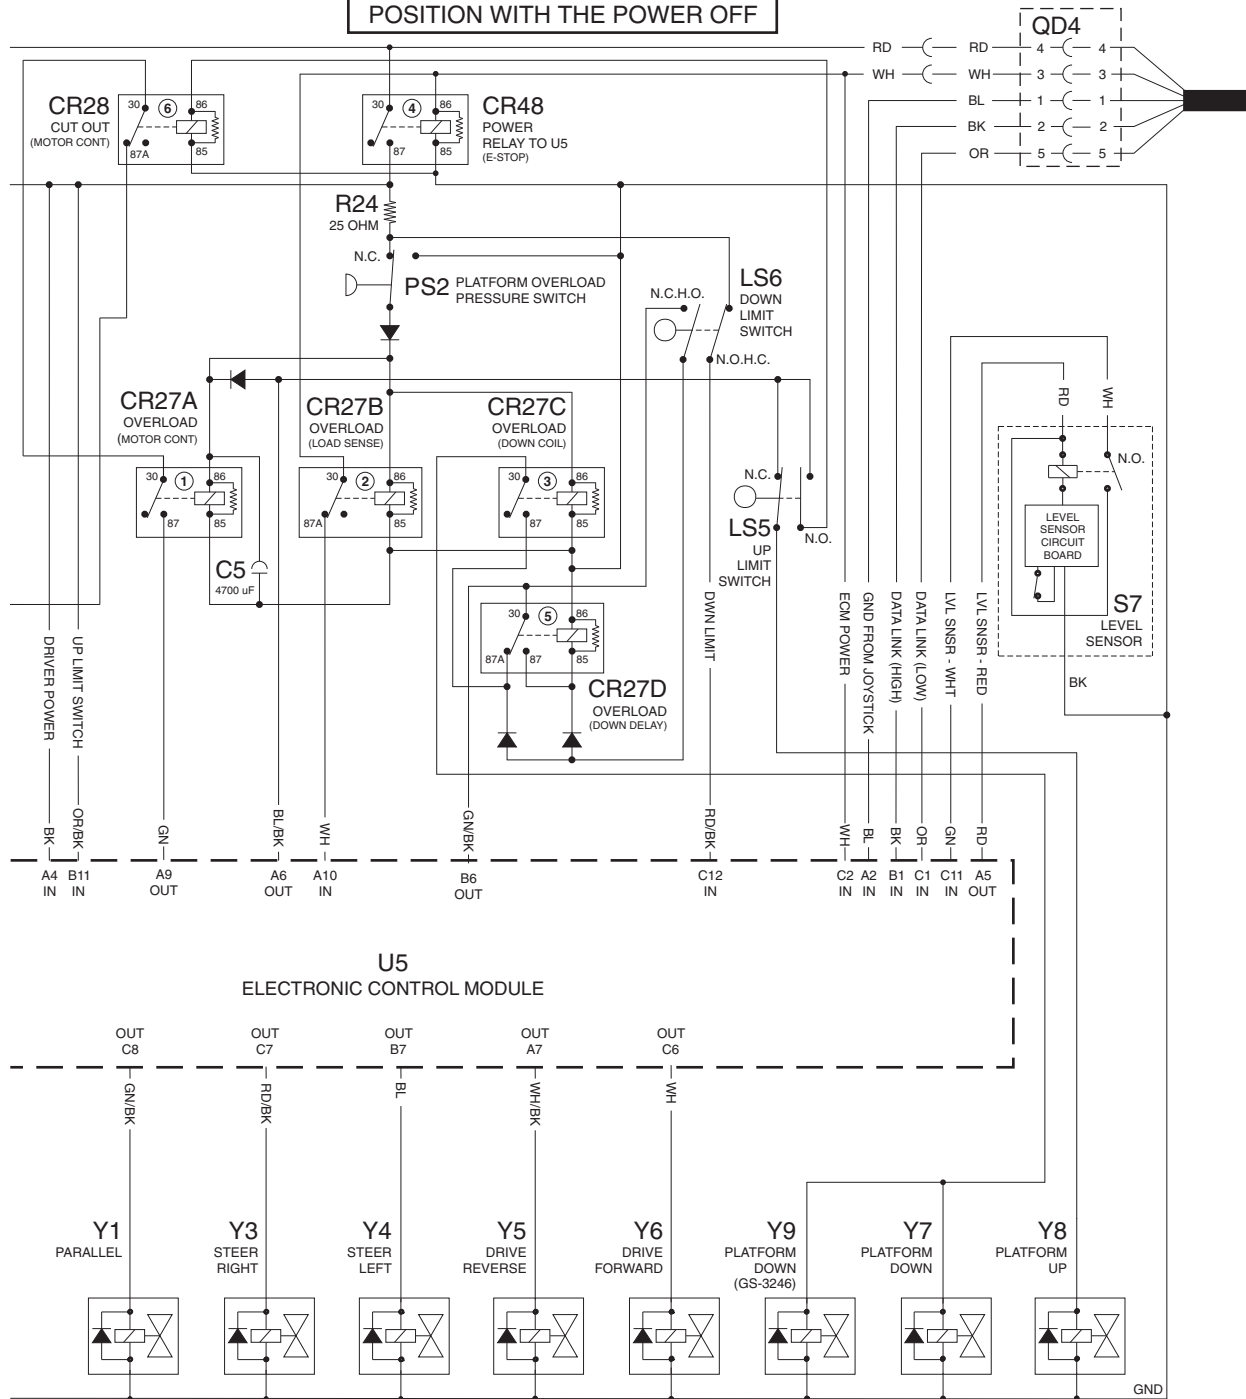 POSITION WITH THE POWER OFF
QD4
RD
RD
4
4
WH
WH
3
3
BL
1
1
BK
2
2
OR
5
5
CR28
CUT OUT
(MOTOR CONT)
30
6
86
87A
85
30
4
86
87
85
CR48
POWER
RELAY TO U5
(E-STOP)
R24
25 OHM
N.C.
PS2
PLATFORM OVERLOAD
PRESSURE SWITCH
N.C.H.O.
LS6
DOWN
LIMIT
SWITCH
N.O.H.C.
CR27A
OVERLOAD
(MOTOR CONT)
30
1
86
87
85
CR27B
OVERLOAD
(LOAD SENSE)
30
2
86
87A
85
CR27C
OVERLOAD
(DOWN COIL)
30
3
86
87
85
C5
4700 uF
N.C.
LS5
UP
LIMIT
SWITCH
N.O.
RD
WH
N.O.
LEVEL
SENSOR
CIRCUIT
BOARD
S7
LEVEL
SENSOR
BK
30
5
86
87A
87
85
CR27D
OVERLOAD
(DOWN DELAY)
DRIVER POWER
UP LIMIT SWITCH
DWN LIMIT
ECM POWER
GND FROM JOYSTICK
DATA LINK (HIGH)
DATA LINK (LOW)
LVL SNSR - WHT
LVL SNSR - RED
BK
OR/BK
GN
BL/BK
WH
GN/BK
RD/BK
WH
BL
BK
OR
GN
RD
A4
IN
B11
IN
A9
OUT
A6
OUT
A10
IN
B6
OUT
C12
IN
C2
IN
A2
IN
B1
IN
C1
IN
C11
IN
A5
OUT
U5
ELECTRONIC CONTROL MODULE
OUT
C8
OUT
C7
OUT
B7
OUT
A7
OUT
C6
GN/BK
RD/BK
BL
WH/BK
WH
Y1
PARALLEL
Y3
STEER
RIGHT
Y4
STEER
LEFT
Y5
DRIVE
REVERSE
Y6
DRIVE
FORWARD
Y9
PLATFORM
DOWN
(GS-3246)
Y7
PLATFORM
DOWN
Y8
PLATFORM
UP
GND